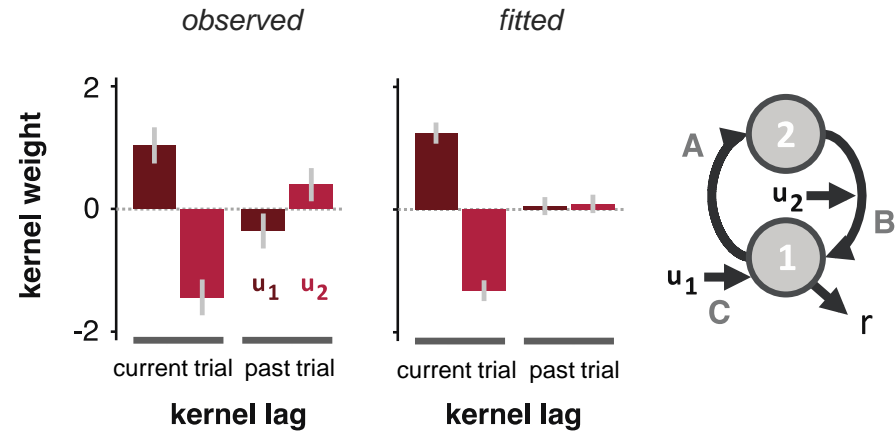 observed
fitted
kernel weight
2
0
-2
u1
u2
current trial
past trial
kernel lag
current trial
past trial
kernel lag
2
A
u2
B
1
u1
C
r